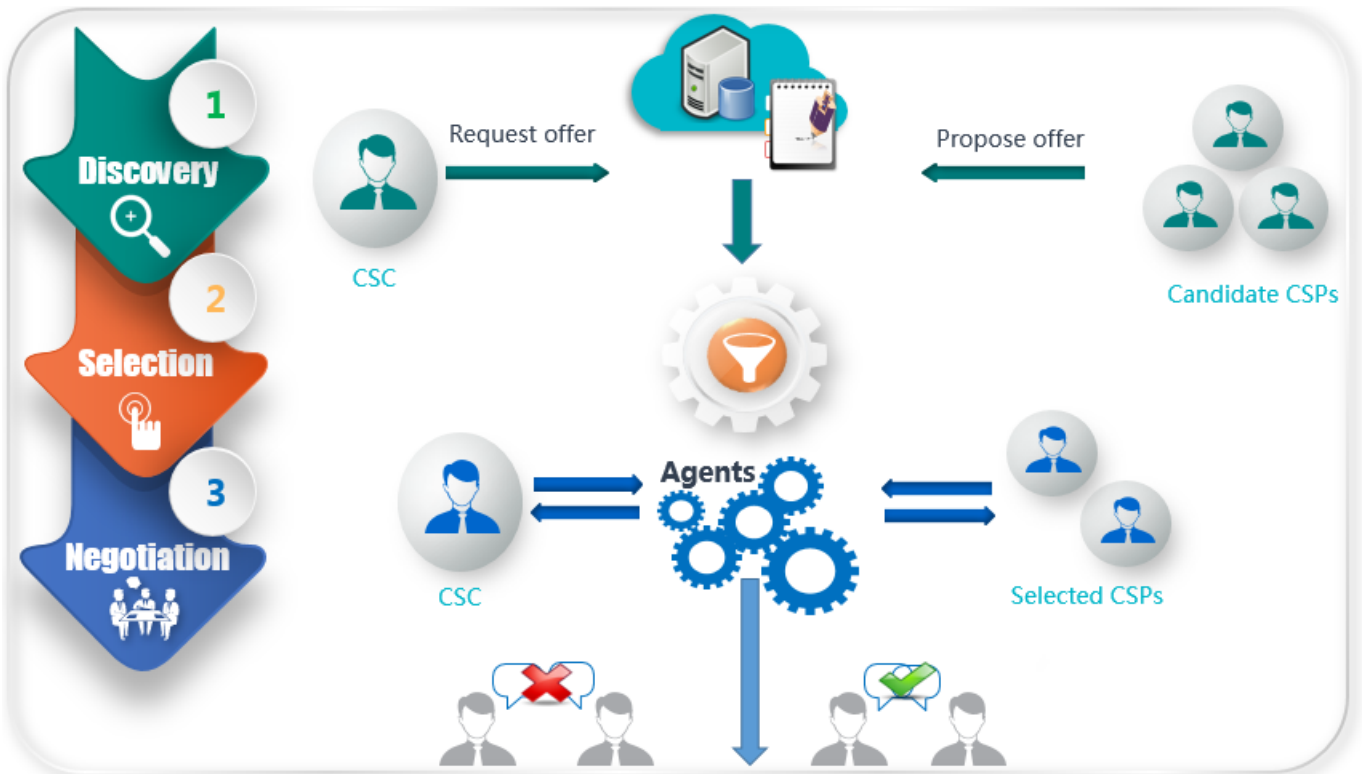 1
Discovery
2
Selection
3
Negotiation
Request offer
Propose offer
CSC
Candidate CSPs
Agents
CSC
Selected CSPs